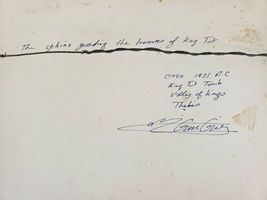 The sphinx guarding the treasures of King Tut
Circa 1835 B.C
King Tut Tomb
Valley of Kings
Thebes